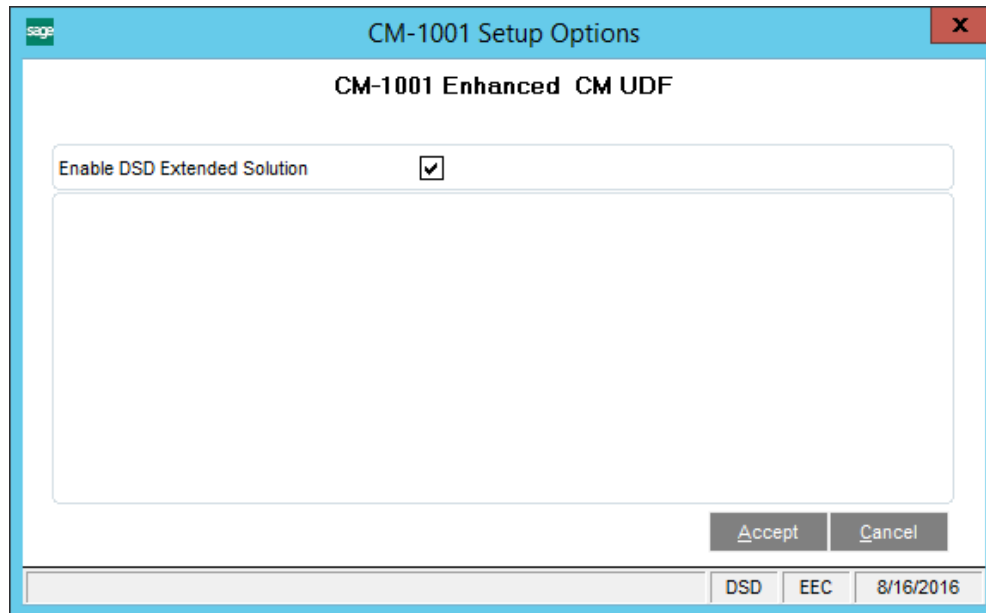 sage
CM-1001 Setup Options
x
CM-1001 Enhanced CM UDF
Enable DSD Extended Solution
Accept
Cancel
DSD
EEC
8/16/2016